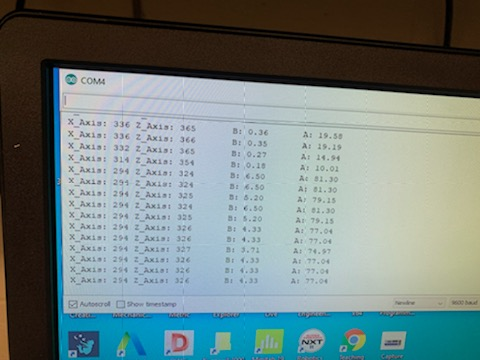 COM4
X_Axis: 336 Z_Axis: 365 B: 0.36 A: 19.58
X_Axis: 336 Z_Axis: 366 B: 0.35 A: 19.19
X_Axis: 332 Z_Axis: 365 B: 0.27 A: 14.94
X_Axis: 314 Z_Axis: 354 B: 0.18 A: 10.01
X_Axis: 294 Z_Axis: 324 B: 6.50 A: 81.30
X_Axis: 294 Z_Axis: 324 B: 6.50 A: 81.30
X_Axis: 294 Z_Axis: 325 B: 5.20 A: 79.15
X_Axis: 294 Z_Axis: 324 B: 6.50 A: 81.30
X_Axis: 294 Z_Axis: 325 B: 5.20 A: 79.15
X_Axis: 294 Z_Axis: 326 B: 4.33 A: 77.04
X_Axis: 294 Z_Axis: 326 B: 4.33 A: 77.04
X_Axis: 294 Z_Axis: 327 B: 3.71 A: 74.97
X_Axis: 294 Z_Axis: 326 B: 4.33 A: 77.04
X_Axis: 294 Z_Axis: 326 B: 4.33 A: 77.04
X_Axis: 294 Z_Axis: 326 B: 4.33 A: 77.04
Autoscroll Show timestamp Newline 9600 baud
NXT